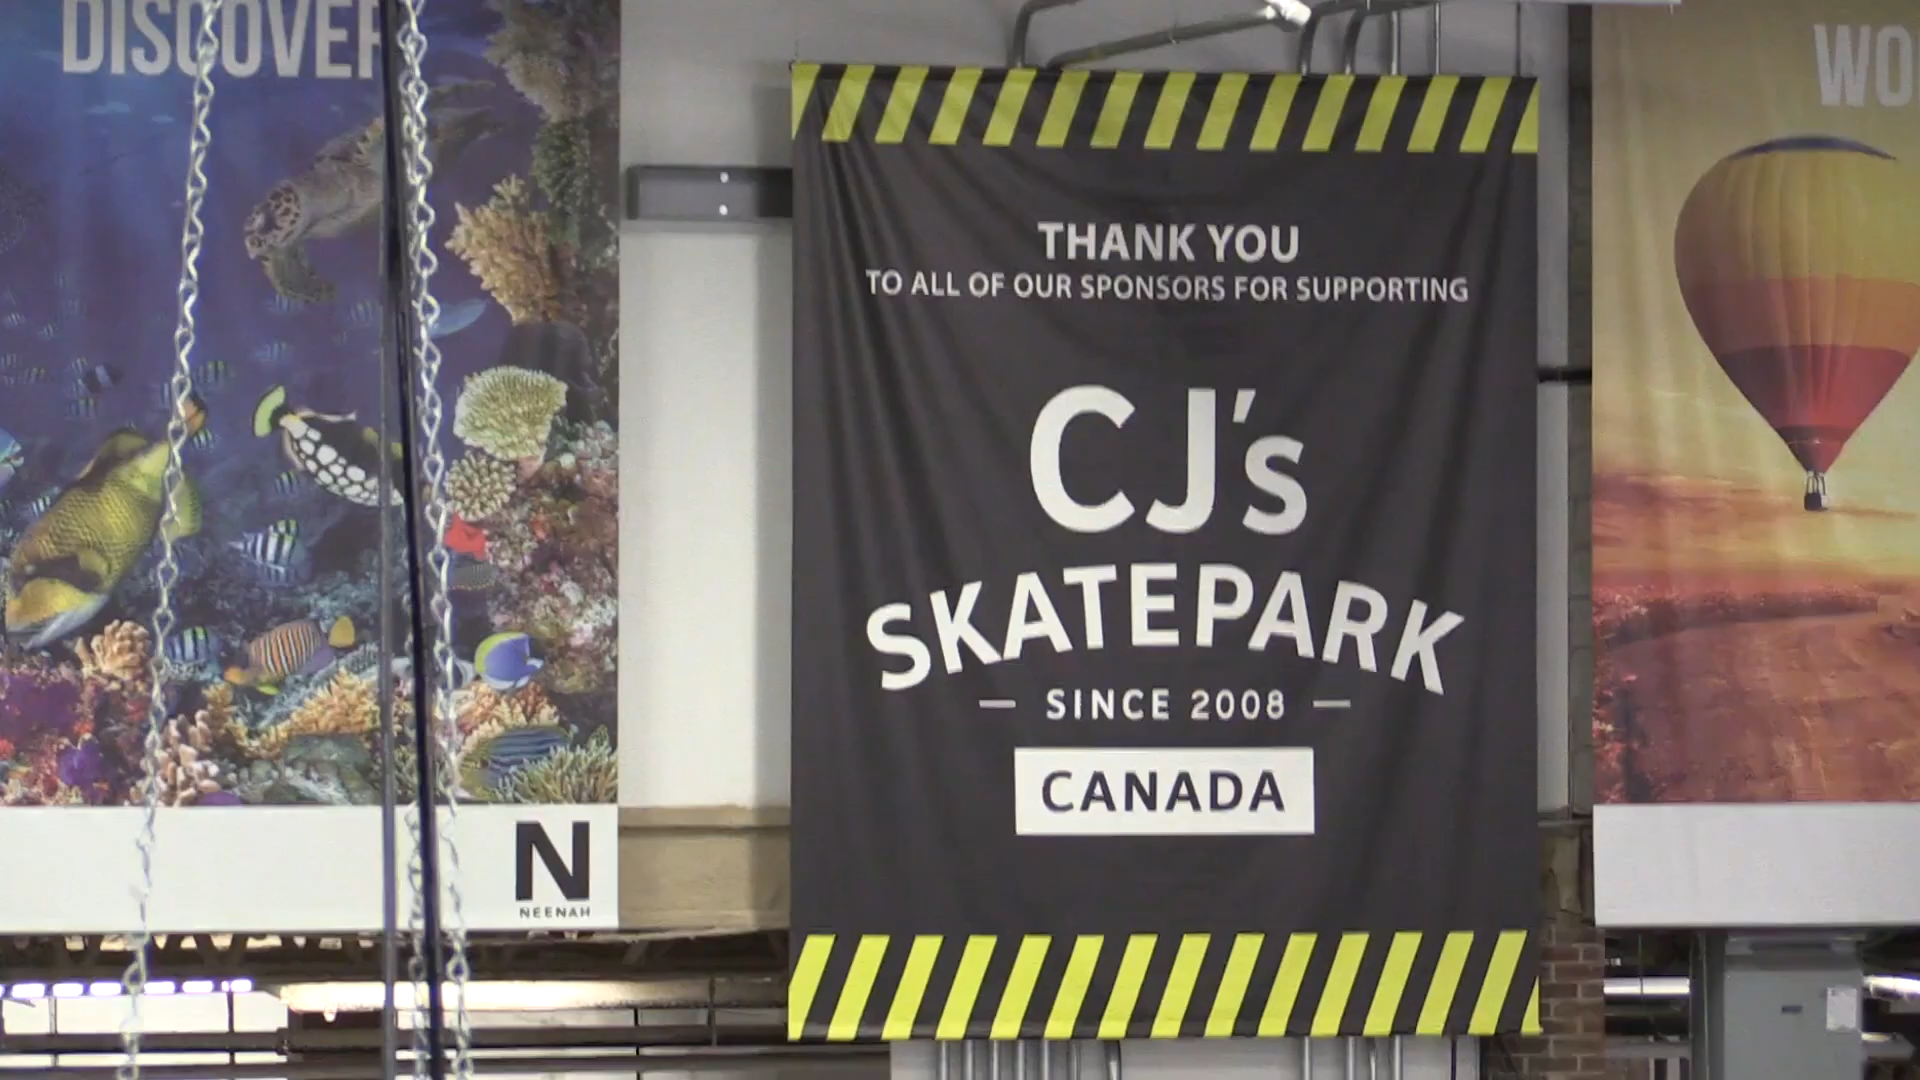 DISCOVER
THANK YOU
TO ALL OF OUR SPONSORS FOR SUPPORTING
CJ's
SKATEPARK
— SINCE 2008 —
CANADA
N
NEENAH
WO